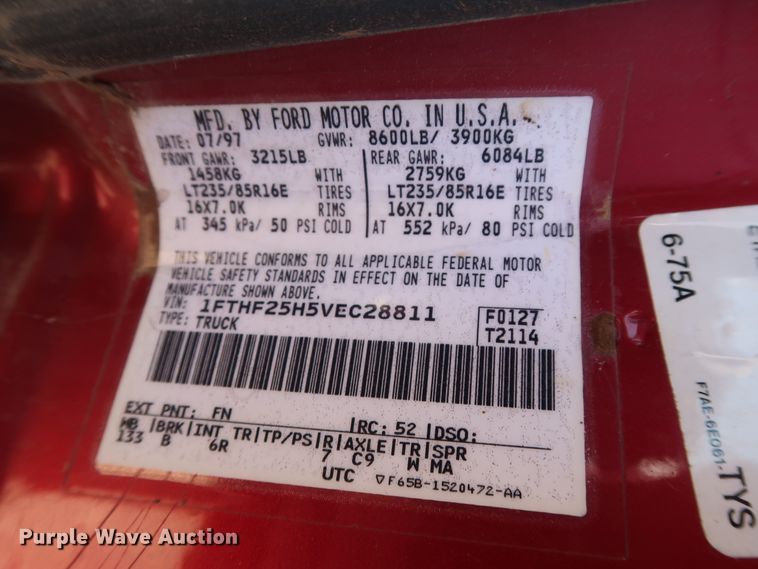 MFD. BY FORD MOTOR CO. IN U.S.A.
DATE: 07/97 GVWR: 8600LB/ 3900KG
FRONT GAWR: 3215LB REAR GAWR: 6084LB
1458KG WITH 2759KG WITH
LT235/85R16E TIRES LT235/85R16E TIRES
16X7.0K RIMS 16X7.0K RIMS
AT 345 kPa/ 50 PSI COLD AT 552 kPa/ 80 PSI COLD
THIS VEHICLE CONFORMS TO ALL APPLICABLE FEDERAL MOTOR
VEHICLE SAFETY STANDARDS IN EFFECT ON THE DATE OF
MANUFACTURE SHOWN ABOVE.
VIN: 1FTHF25H5VEC28811 F0127
TYPE: TRUCK T2114
EXT PNT: FN RC: 52 DSO:
WB BRK INT TR TP/PS R AXLE TR SPR
133 B 6R 7 C9 W MA
UTC ▽F65B-1520472-AA
6-75A
F7AE-6E061-TYS
Purple Wave Auction